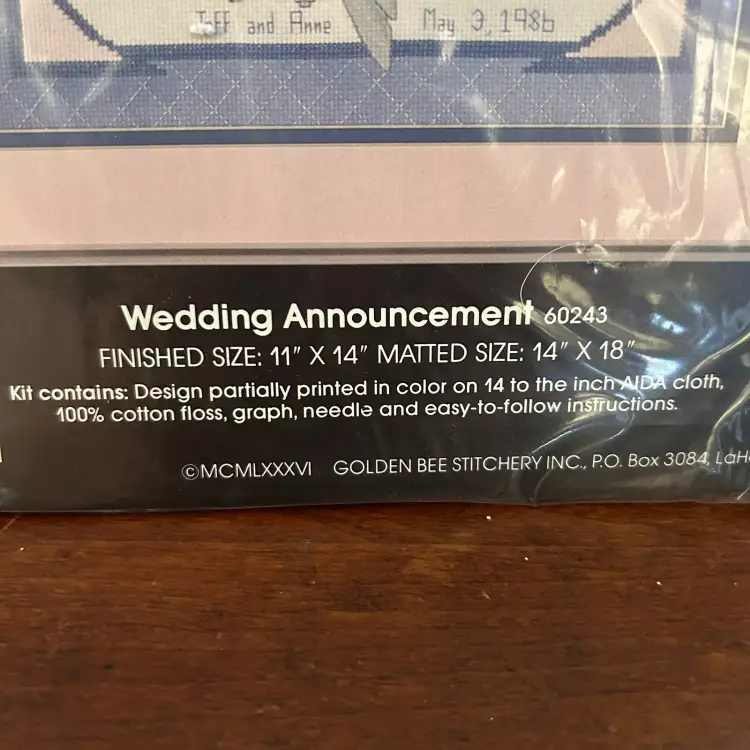 Jeff and Anne May 3, 1986
Wedding Announcement 60243
FINISHED SIZE: 11" X 14" MATTED SIZE: 14" X 18"
Kit contains: Design partially printed in color on 14 to the inch AIDA cloth,
100% cotton floss, graph, needle and easy-to-follow instructions.
©MCMLXXXVI GOLDEN BEE STITCHERY INC., P.O. Box 3084,